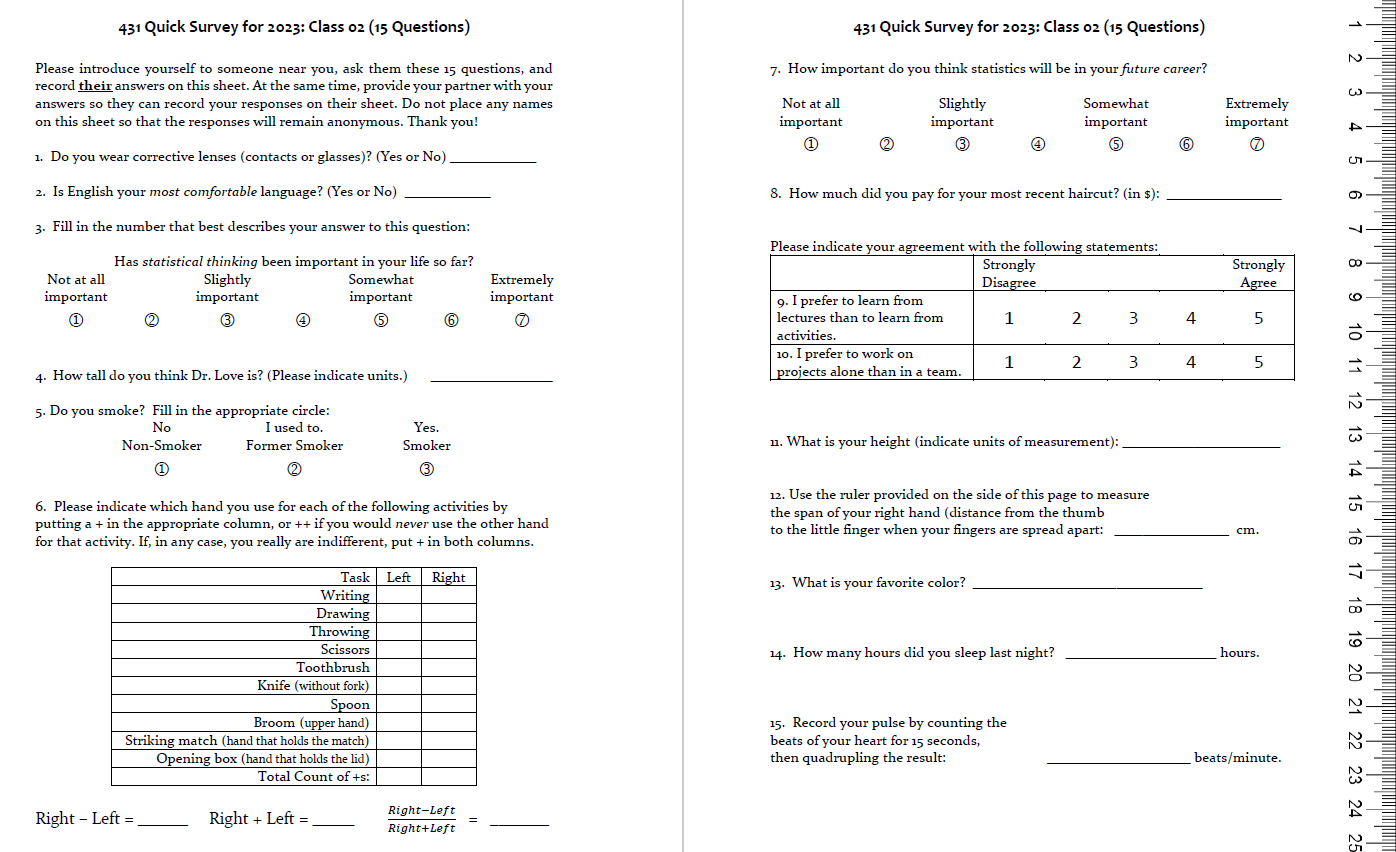 431 Quick Survey for 2023: Class 02 (15 Questions)
Please introduce yourself to someone near you, ask them these 15 questions, and
record their answers on this sheet. At the same time, provide your partner with your
answers so they can record your responses on their sheet. Do not place any names
on this sheet so that the responses will remain anonymous. Thank you!
1. Do you wear corrective lenses (contacts or glasses)? (Yes or No) ____________
2. Is English your most comfortable language? (Yes or No) ____________
3. Fill in the number that best describes your answer to this question:
Has statistical thinking been important in your life so far?
Not at all Slightly Somewhat Extremely
important important important important
① ② ③ ④ ⑤ ⑥ ⑦
4. How tall do you think Dr. Love is? (Please indicate units.) _________________
5. Do you smoke? Fill in the appropriate circle:
No I used to. Yes.
Non-Smoker Former Smoker Smoker
① ② ③
6. Please indicate which hand you use for each of the following activities by
putting a + in the appropriate column, or ++ if you would never use the other hand
for that activity. If, in any case, you really are indifferent, put + in both columns.
Task Left Right
Writing
Drawing
Throwing
Scissors
Toothbrush
Knife (without fork)
Spoon
Broom (upper hand)
Striking match (hand that holds the match)
Opening box (hand that holds the lid)
Total Count of +s:
Right – Left = ______ Right + Left = _____ Right−Left
Right+Left = _______
431 Quick Survey for 2023: Class 02 (15 Questions)
7. How important do you think statistics will be in your future career?
Not at all Slightly Somewhat Extremely
important important important important
① ② ③ ④ ⑤ ⑥ ⑦
8. How much did you pay for your most recent haircut? (in $): ________________
Please indicate your agreement with the following statements:
Strongly Strongly
Disagree Agree
9. I prefer to learn from
lectures than to learn from 1 2 3 4 5
activities.
10. I prefer to work on
projects alone than in a team. 1 2 3 4 5
11. What is your height (indicate units of measurement): ______________________
12. Use the ruler provided on the side of this page to measure
the span of your right hand (distance from the thumb
to the little finger when your fingers are spread apart: ________________ cm.
13. What is your favorite color? ________________________________
14. How many hours did you sleep last night? _____________________ hours.
15. Record your pulse by counting the
beats of your heart for 15 seconds,
then quadrupling the result: ____________________ beats/minute.
1
2
3
4
5
6
7
8
9
10
11
12
13
14
15
16
17
18
19
20
21
22
23
24
25